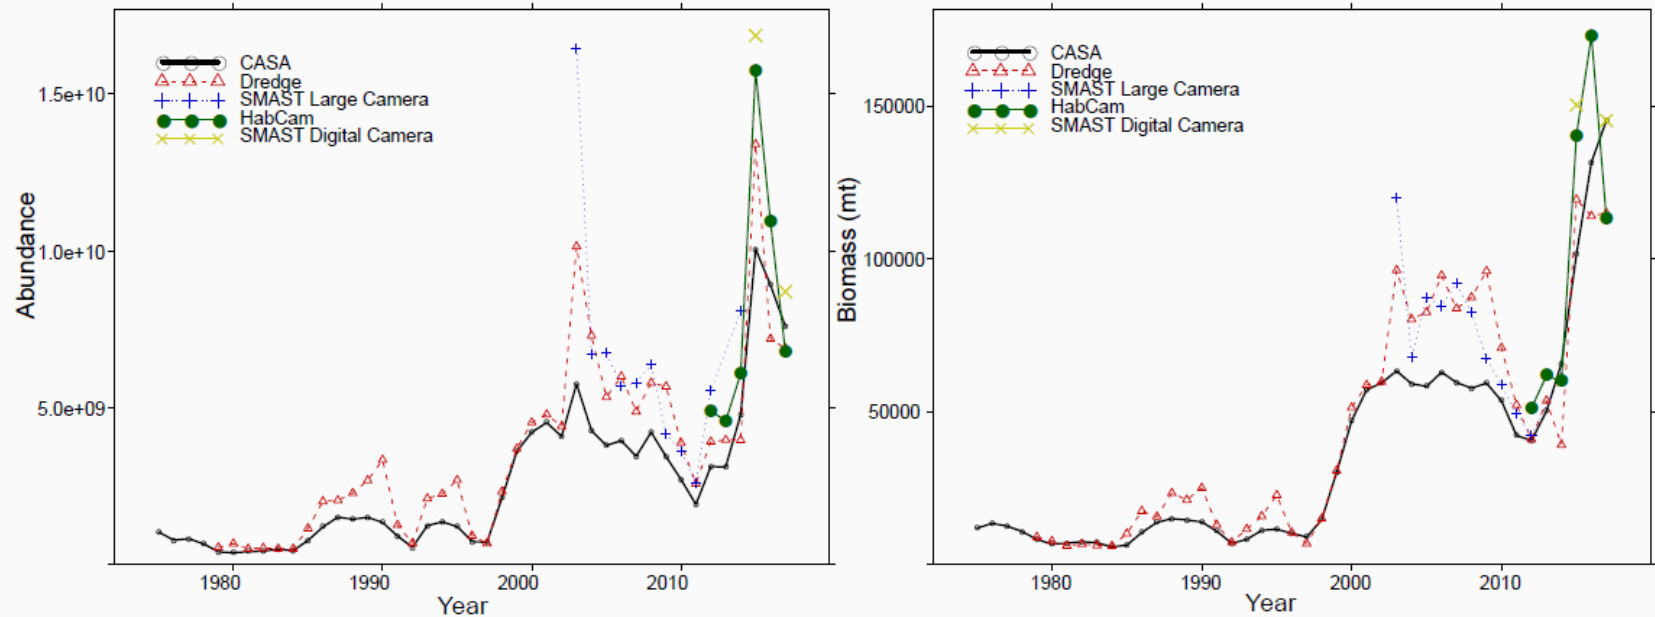 CASA
Dredge
SMAST Large Camera
HabCam
SMAST Digital Camera
1.5e+10
1.0e+10
5.0e+09
Abundance
1980 1990 2000 2010
Year
CASA
Dredge
SMAST Large Camera
HabCam
SMAST Digital Camera
150000
100000
50000
Biomass (mt)
1980 1990 2000 2010
Year